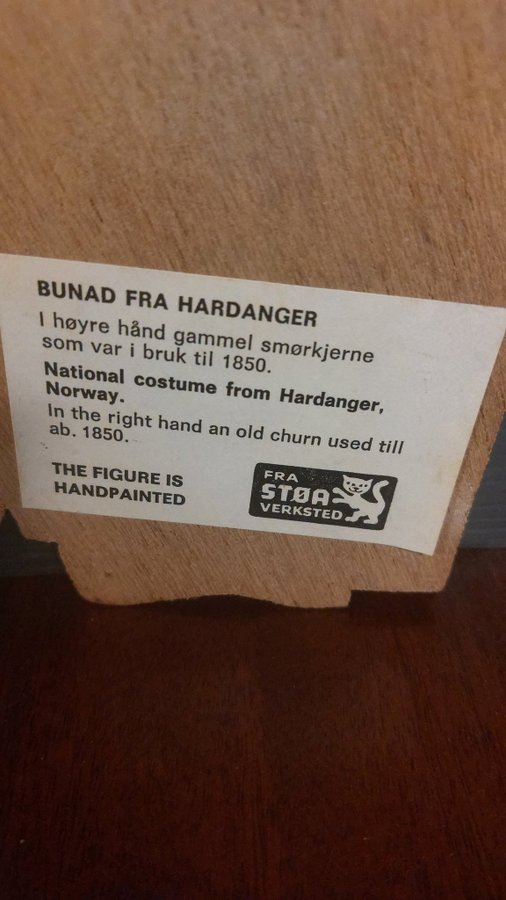 BUNAD FRA HARDANGER
I høyre hånd gammel smørkjerne
som var i bruk til 1850.
National costume from Hardanger,
Norway.
In the right hand an old churn used till
ab. 1850.
THE FIGURE IS
HANDPAINTED
FRA
STØA
VERKSTED